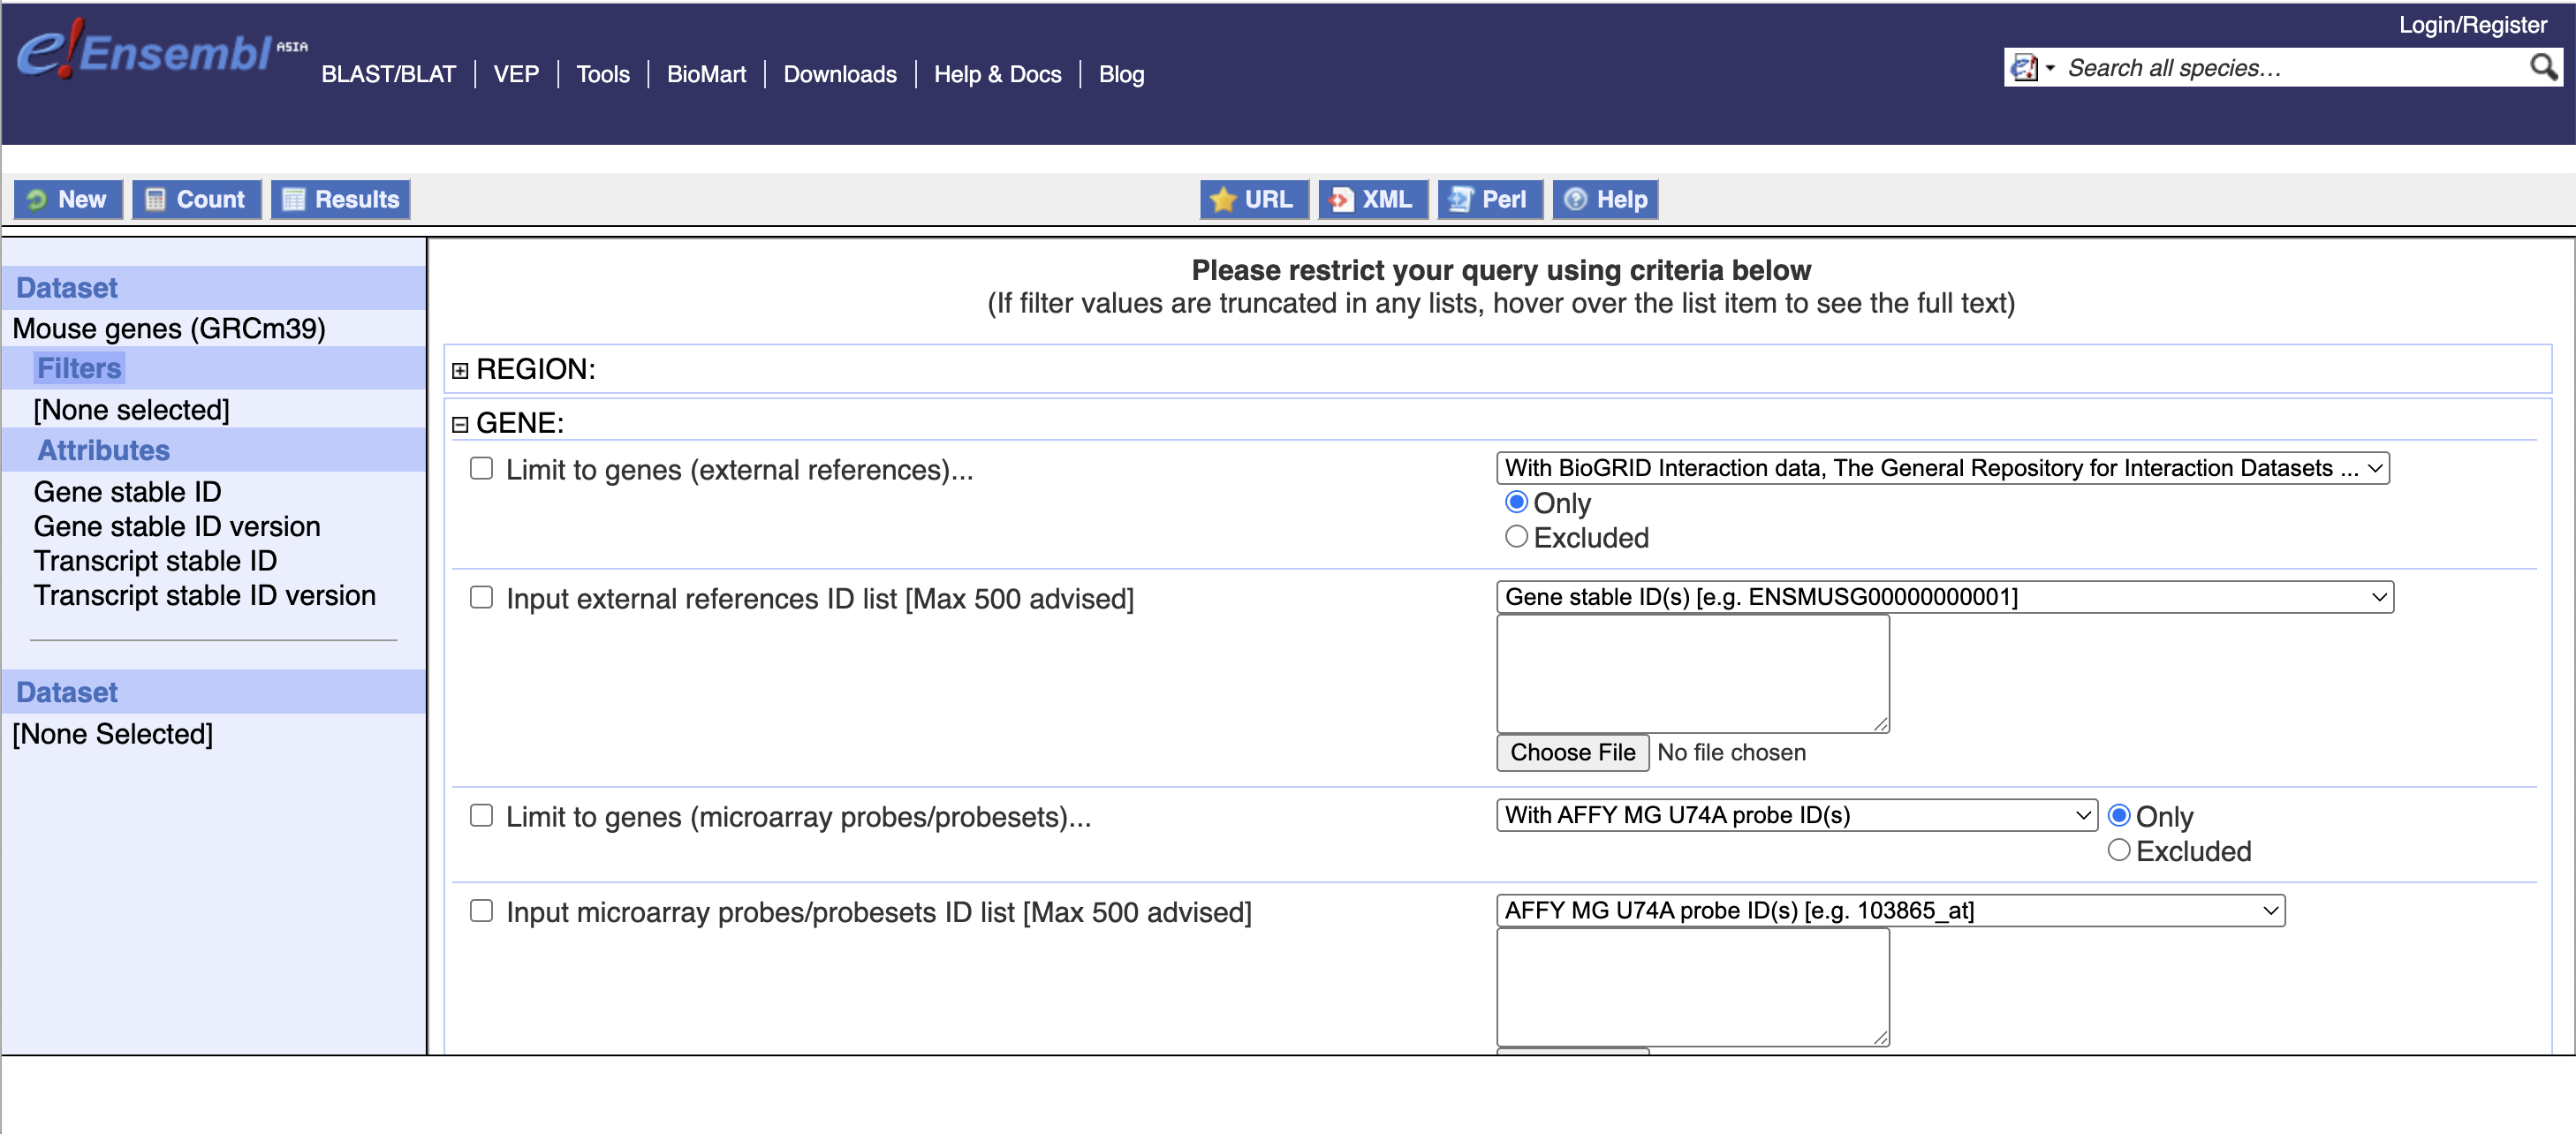 Login/Register
e!Ensembl ASIA
BLAST/BLAT VEP Tools BioMart Downloads Help & Docs Blog
e! Search all species...
New Count Results URL XML Perl Help
Dataset
Mouse genes (GRCm39)
Filters
[None selected]
Attributes
Gene stable ID
Gene stable ID version
Transcript stable ID
Transcript stable ID version
Dataset
[None Selected]
Please restrict your query using criteria below
(If filter values are truncated in any lists, hover over the list item to see the full text)
REGION:
GENE:
Limit to genes (external references)... With BioGRID Interaction data, The General Repository for Interaction Datasets ...
Only
Excluded
Input external references ID list [Max 500 advised] Gene stable ID(s) [e.g. ENSMUSG00000000001]
Choose File No file chosen
Limit to genes (microarray probes/probesets)... With AFFY MG U74A probe ID(s) Only
Excluded
Input microarray probes/probesets ID list [Max 500 advised] AFFY MG U74A probe ID(s) [e.g. 103865_at]